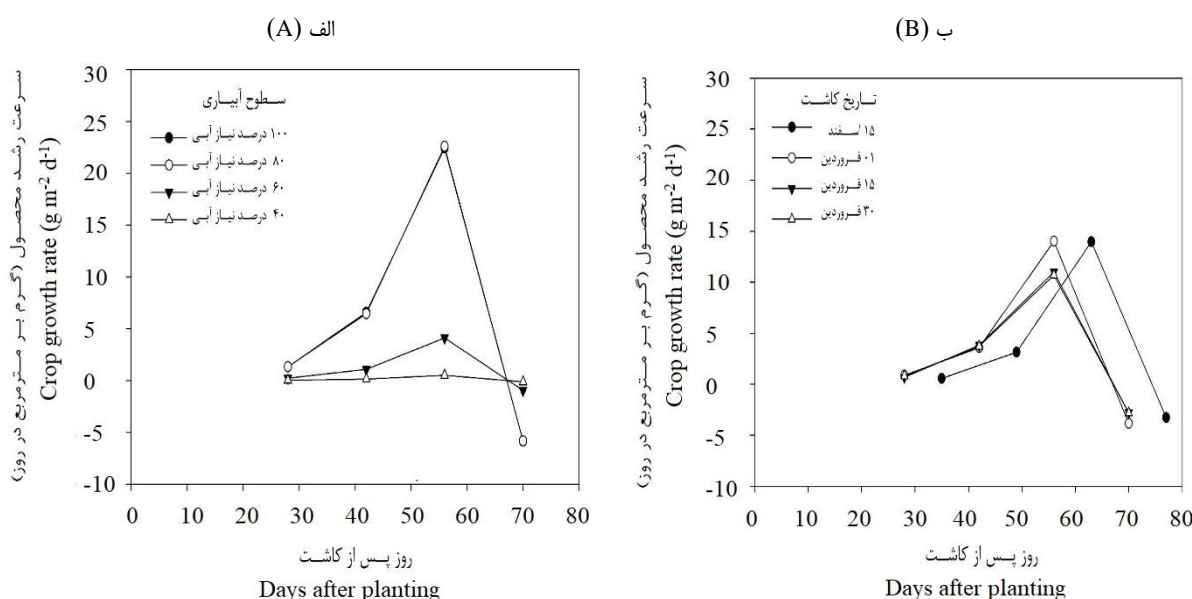 الف (A)
سرعت رشد محصول (گرم بر مترمربع در روز)
Crop growth rate (g m-2 d-1)
30
25
20
15
10
5
0
-5
-10
سطوح آبیاری
۱۰۰ درصد نیاز آبی
۸۰ درصد نیاز آبی
۶۰ درصد نیاز آبی
۴۰ درصد نیاز آبی
0 10 20 30 40 50 60 70 80
روز پس از کاشت
Days after planting
ب (B)
سرعت رشد محصول (گرم بر مترمربع در روز)
Crop growth rate (g m-2 d-1)
30
25
20
15
10
5
0
-5
-10
تاریخ کاشت
۱۵ اسفند
۰۱ فروردین
۱۵ فروردین
۳۰ فروردین
0 10 20 30 40 50 60 70 80
روز پس از کاشت
Days after planting